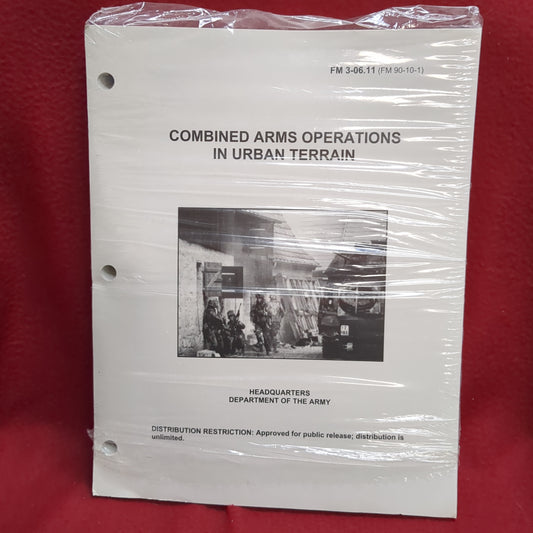 FM 3-06.11 (FM 90-10-1)
COMBINED ARMS OPERATIONS
IN URBAN TERRAIN
HEADQUARTERS
DEPARTMENT OF THE ARMY
DISTRIBUTION RESTRICTION: Approved for public release; distribution is
unlimited.